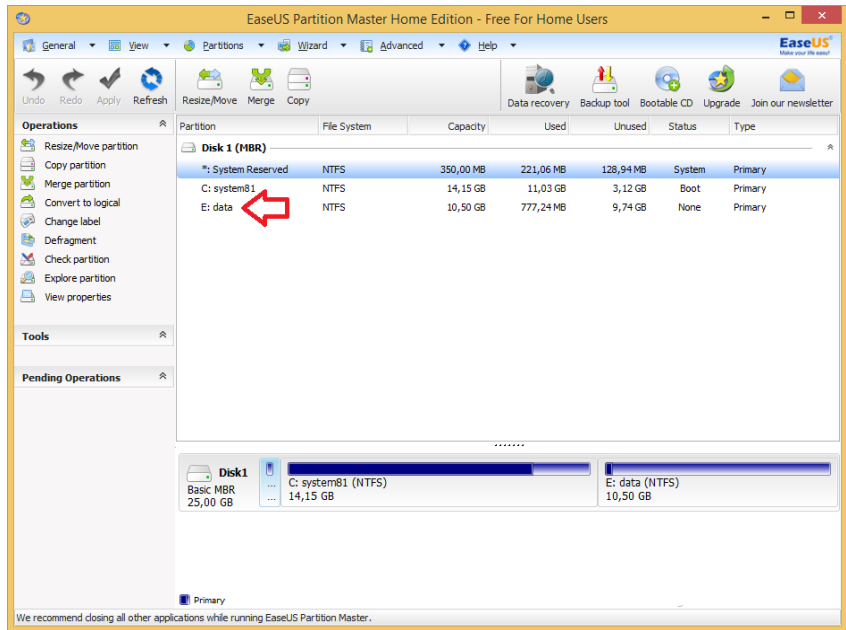 EaseUS Partition Master Home Edition - Free For Home Users
General View Partitions Wizard Advanced Help
EaseUS
Make your life easy!
Undo Redo Apply Refresh Resize/Move Merge Copy Data recovery Backup tool Bootable CD Upgrade Join our newsletter
Operations
Resize/Move partition
Copy partition
Merge partition
Convert to logical
Change label
Defragment
Check partition
Explore partition
View properties
Tools
Pending Operations
Partition File System Capacity Used Unused Status Type
Disk 1 (MBR)
*: System Reserved NTFS 350,00 MB 221,06 MB 128,94 MB System Primary
C: system81 NTFS 14,15 GB 11,03 GB 3,12 GB Boot Primary
E: data NTFS 10,50 GB 777,24 MB 9,74 GB None Primary
Disk1
Basic MBR
25,00 GB
...
...
C: system81 (NTFS)
14,15 GB
E: data (NTFS)
10,50 GB
Primary
We recommend closing all other applications while running EaseUS Partition Master.